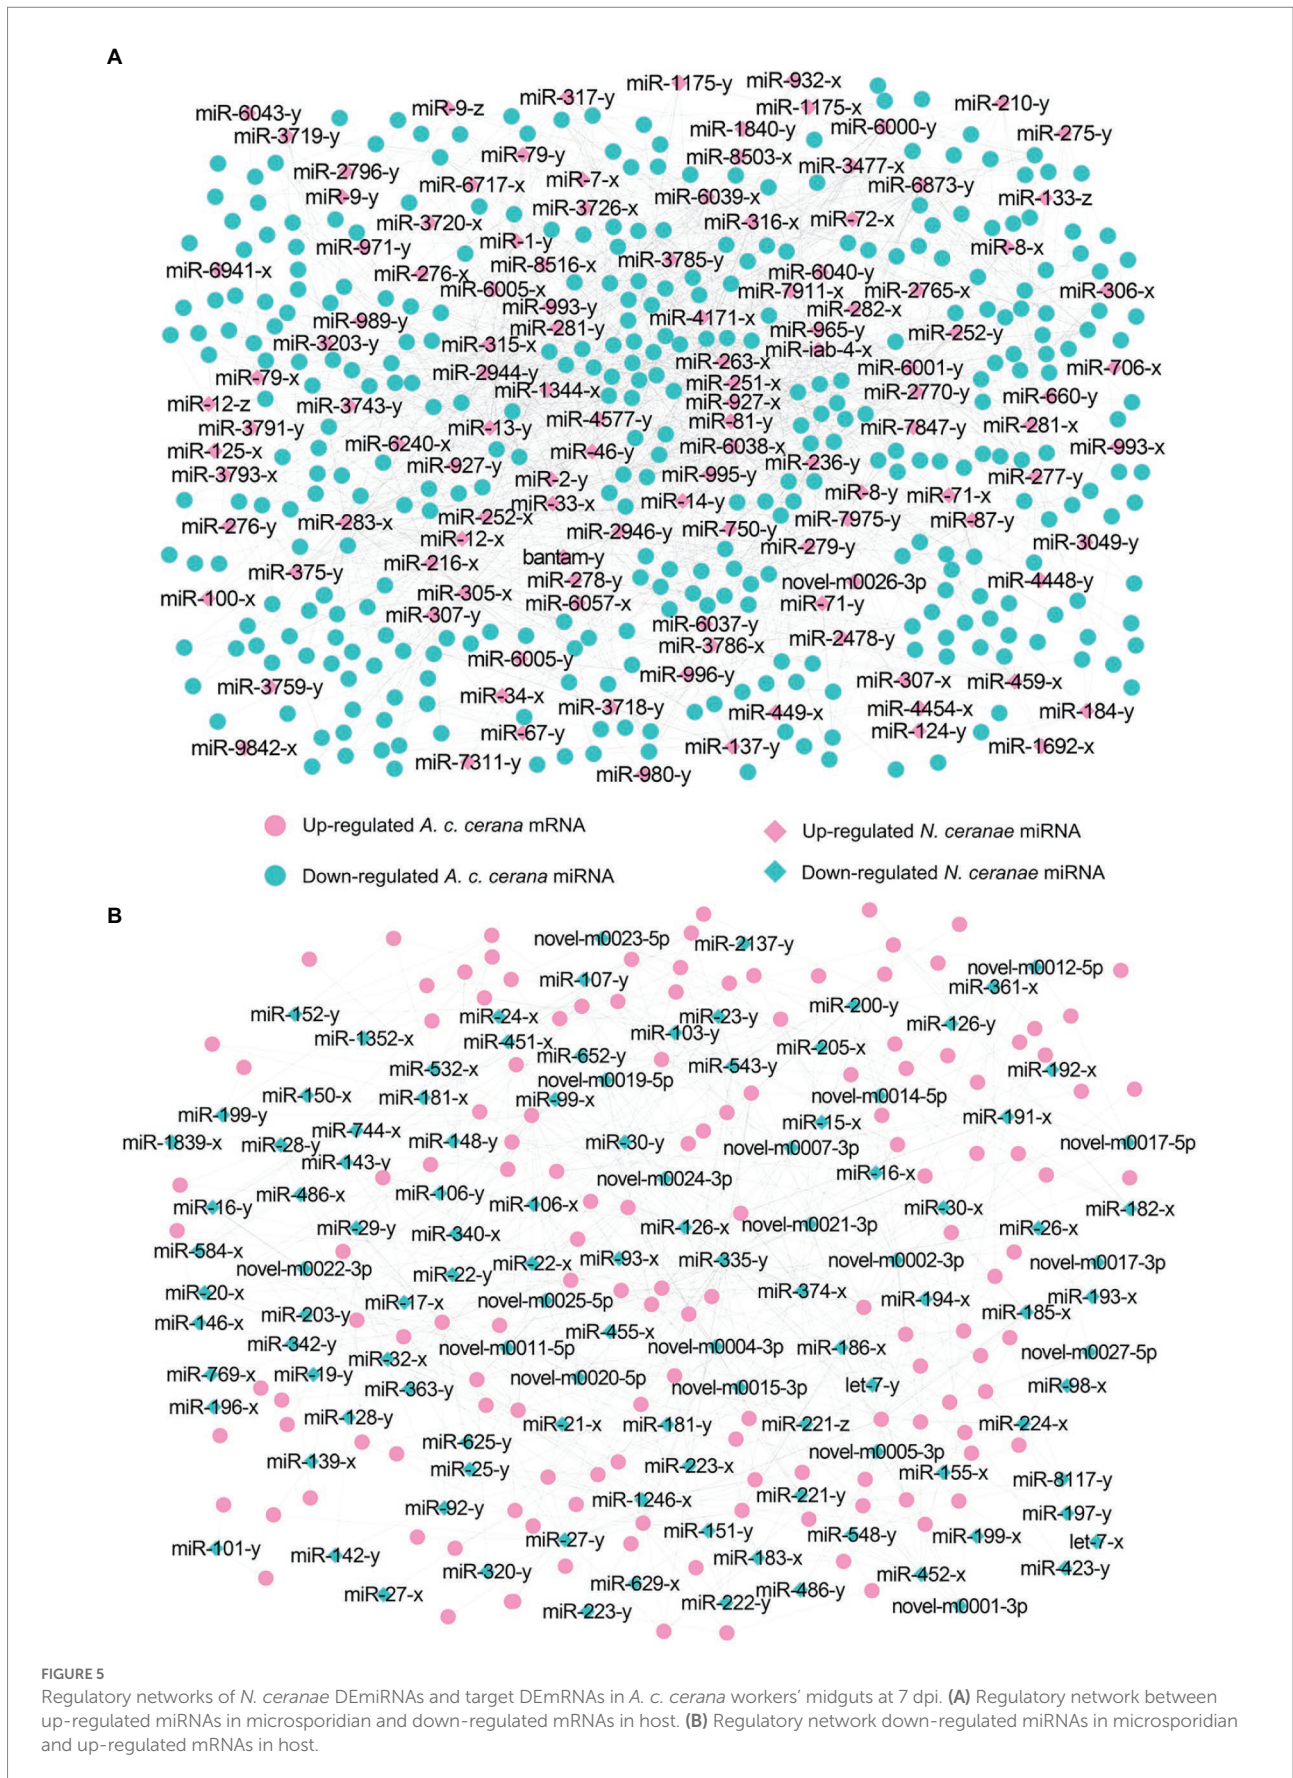 A
miR-1175-y miR-932-x
miR-6043-y miR-9-z miR-317-y miR-1175-x miR-210-y
miR-3719-y miR-1840-y miR-6000-y miR-275-y
miR-79-y miR-8503-x miR-3477-x
miR-2796-y miR-6717-x miR-7-x miR-6873-y
miR-9-y miR-3726-x miR-6039-x miR-133-z
miR-3720-x miR-316-x miR-72-x
miR-971-y miR-1-y miR-8-x
miR-6941-x miR-276-x miR-8516-x miR-3785-y miR-6040-y
miR-6005-x miR-7911-x miR-2765-x miR-306-x
miR-989-y miR-993-y miR-4171-x miR-282-x
miR-3203-y miR-315-x miR-281-y miR-965-y miR-252-y
miR-iab-4-x
miR-79-x miR-2944-y miR-263-x miR-6001-y miR-706-x
miR-1344-x miR-251-x miR-2770-y miR-660-y
miR-12-z miR-3743-y miR-927-x
miR-3791-y miR-13-y miR-4577-y miR-81-y miR-7847-y miR-281-x
miR-125-x miR-6240-x miR-46-y miR-6038-x miR-993-x
miR-3793-x miR-927-y miR-2-y miR-995-y miR-236-y miR-277-y
miR-33-x miR-14-y miR-8-y miR-71-x
miR-276-y miR-283-x miR-252-x miR-2946-y miR-750-y miR-7975-y miR-87-y
miR-12-x miR-279-y miR-3049-y
miR-375-y miR-216-x bantam-y
miR-278-y novel-m0026-3p miR-4448-y
miR-100-x miR-305-x miR-6057-x miR-71-y
miR-307-y miR-6037-y
miR-3786-x miR-2478-y
miR-6005-y miR-996-y
miR-3759-y miR-34-x miR-307-x miR-459-x
miR-3718-y miR-449-x miR-4454-x miR-184-y
miR-9842-x miR-67-y miR-137-y miR-124-y miR-1692-x
miR-7311-y miR-980-y
Up-regulated A. c. cerana mRNA Up-regulated N. ceranae miRNA
Down-regulated A. c. cerana miRNA Down-regulated N. ceranae miRNA
B
novel-m0023-5p miR-2137-y
miR-107-y novel-m0012-5p
miR-361-x
miR-152-y miR-24-x miR-23-y miR-200-y miR-126-y
miR-1352-x miR-451-x miR-103-y miR-205-x
miR-532-x miR-652-y miR-543-y miR-192-x
novel-m0019-5p
miR-150-x miR-181-x miR-99-x novel-m0014-5p
miR-199-y miR-15-x miR-191-x
miR-744-x
miR-1839-x miR-28-y miR-148-y miR-30-y novel-m0007-3p novel-m0017-5p
miR-143-y novel-m0024-3p miR-16-x
miR-16-y miR-486-x miR-106-y miR-106-x miR-30-x miR-182-x
miR-29-y miR-340-x miR-126-x novel-m0021-3p miR-26-x
miR-584-x novel-m0022-3p miR-22-y miR-22-x miR-93-x miR-335-y novel-m0002-3p novel-m0017-3p
miR-20-x miR-17-x novel-m0025-5p miR-374-x miR-194-x miR-193-x
miR-146-x miR-203-y miR-455-x miR-185-x
miR-342-y miR-32-x novel-m0011-5p novel-m0004-3p miR-186-x novel-m0027-5p
miR-769-x miR-19-y miR-363-y novel-m0020-5p novel-m0015-3p let-7-y miR-98-x
miR-196-x miR-128-y miR-21-x miR-181-y miR-221-z miR-224-x
miR-625-y novel-m0005-3p
miR-139-x miR-25-y miR-223-x miR-155-x miR-8117-y
miR-92-y miR-1246-x miR-221-y miR-197-y
miR-27-y miR-151-y miR-548-y miR-199-x let-7-x
miR-101-y miR-142-y miR-320-y miR-183-x miR-452-x miR-423-y
miR-27-x miR-629-x miR-486-y
miR-223-y miR-222-y novel-m0001-3p
FIGURE 5
Regulatory networks of N. ceranae DEmiRNAs and target DEmRNAs in A. c. cerana workers' midguts at 7 dpi. (A) Regulatory network between
up-regulated miRNAs in microsporidian and down-regulated mRNAs in host. (B) Regulatory network down-regulated miRNAs in microsporidian
and up-regulated mRNAs in host.